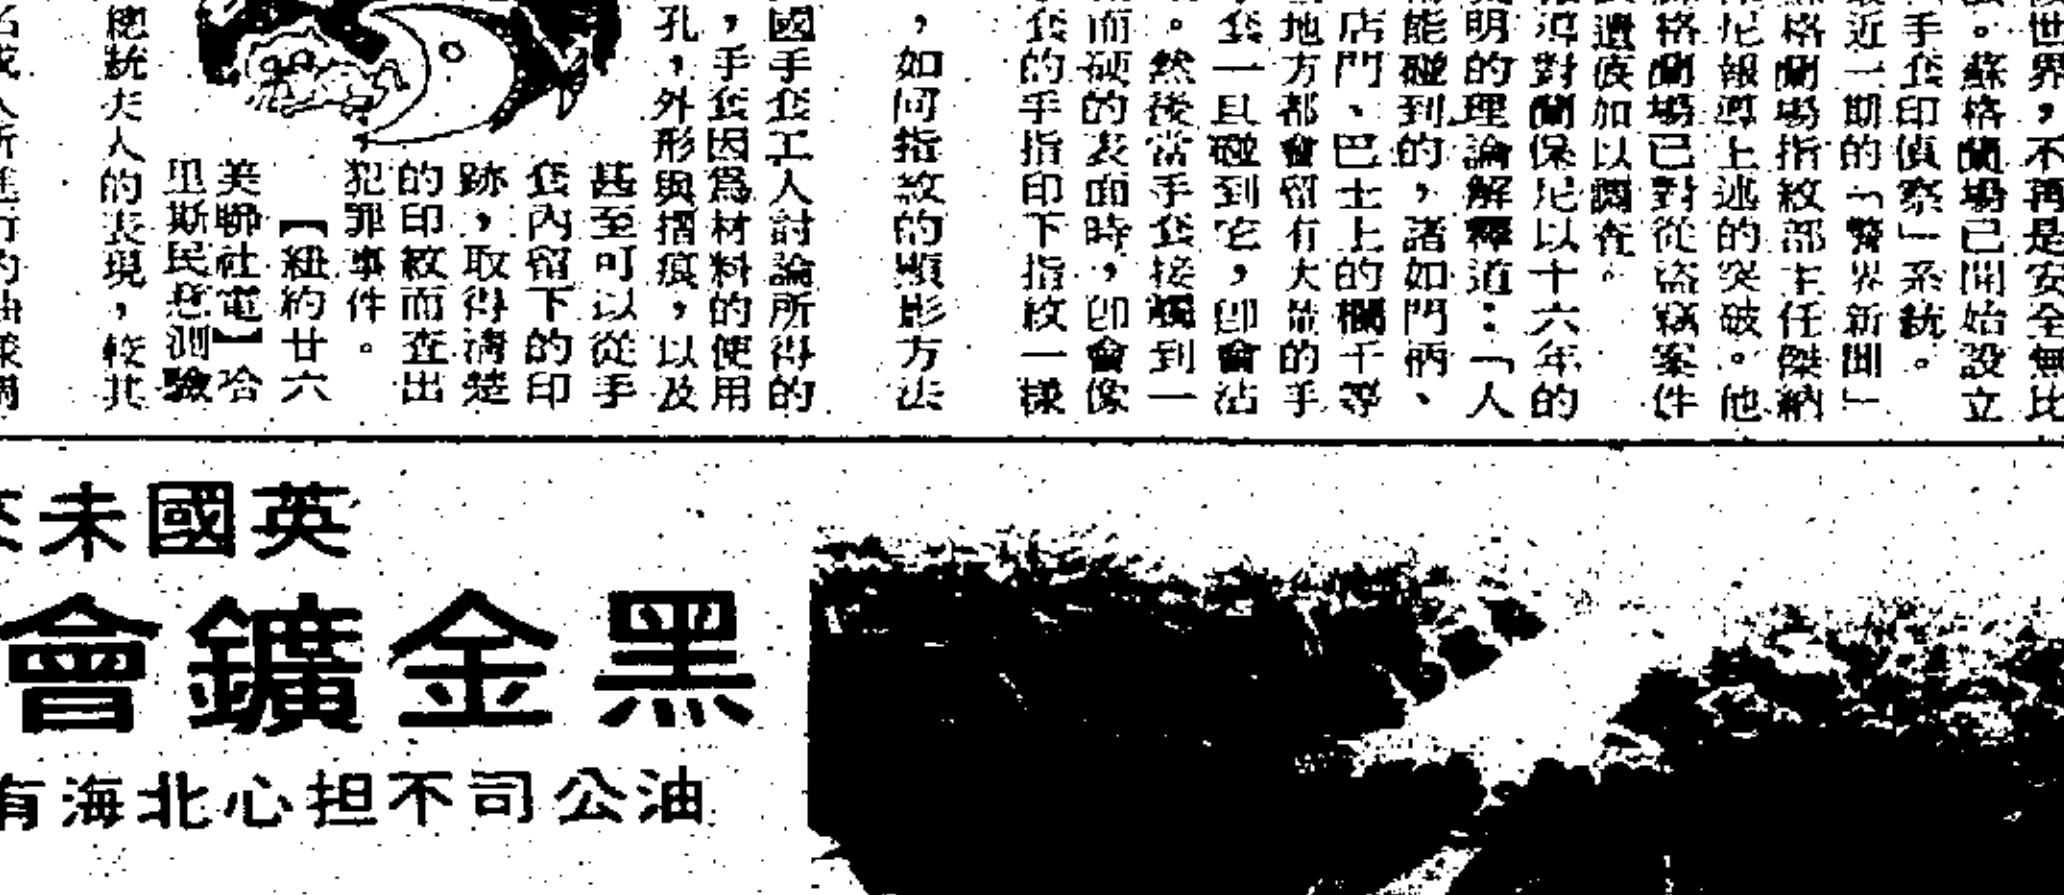 世界，不再是安全無比
。蘇格蘭場已開始設立
手套印偵察」系統。
近一期的「警界新聞」
格蘭場指紋部主任傑納
尼報導上述的突破。他
格蘭場已對從盜竊案件
遺痕加以調查。
對蘭保尼以十六年的
明的理論解釋道：「人
能碰到的，諸如門柄、
店門、巴士上的欄干等
地方都會留有大量的手
套一旦碰到它，卽會沾
。然後當手套接觸到一
而硬的表面時，卽會像
套的手指印下指紋一樣
，如何指紋的顯影方法
國手套工人討論所得的
，手套因爲材料的使用
孔，外形與摺痕，以及
甚至可以從手
套內留下的印
跡，取得清楚
的印紋而查出
犯罪事件。
【紐約廿六
美聯社電】哈
里斯民意測驗
總統夫人的表現，較其
英國未來
黑金鑛會
油公司不担心北海有